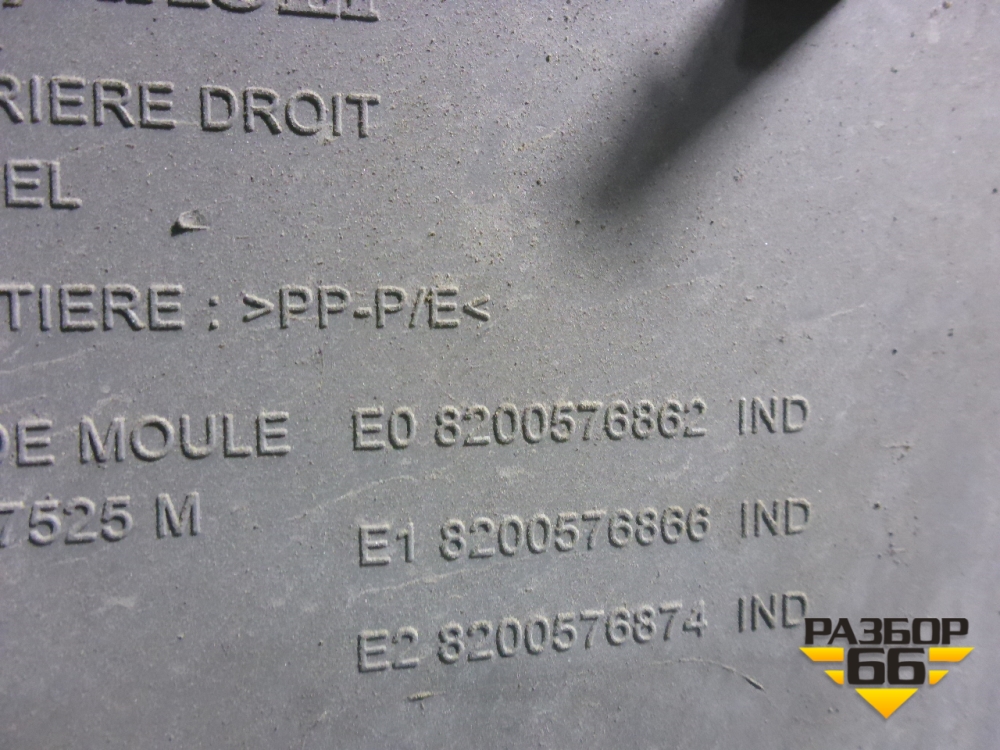 RIERE DROIT
EL
TIERE : >PP-P/E<
DE MOULE E0 8200576862 IND
7525 M E1 8200576866 IND
E2 8200576874 IND
РАЗБОР
66